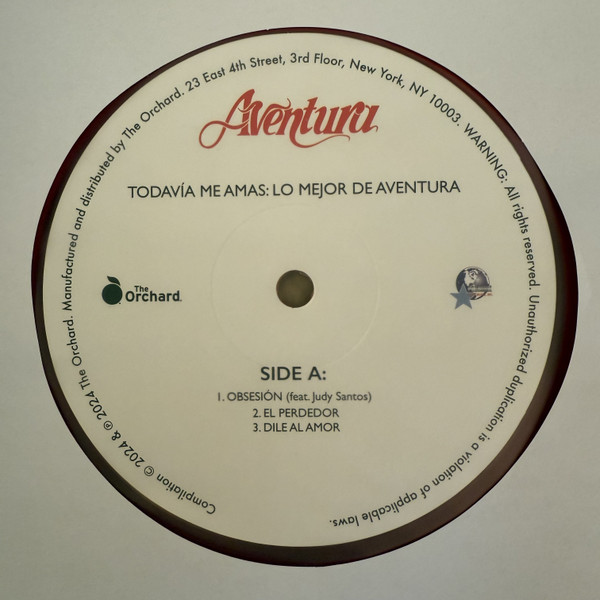 Compilation © 2024 & ℗ 2024 The Orchard. Manufactured and distributed by The Orchard. 23 East 4th Street, 3rd Floor, New York, NY 10003. WARNING: All rights reserved. Unauthorized duplication is a violation of applicable laws.
Aventura
TODAVÍA ME AMAS: LO MEJOR DE AVENTURA
The
Orchard.
SIDE A:
1. OBSESIÓN (feat. Judy Santos)
2. EL PERDEDOR
3. DILE AL AMOR